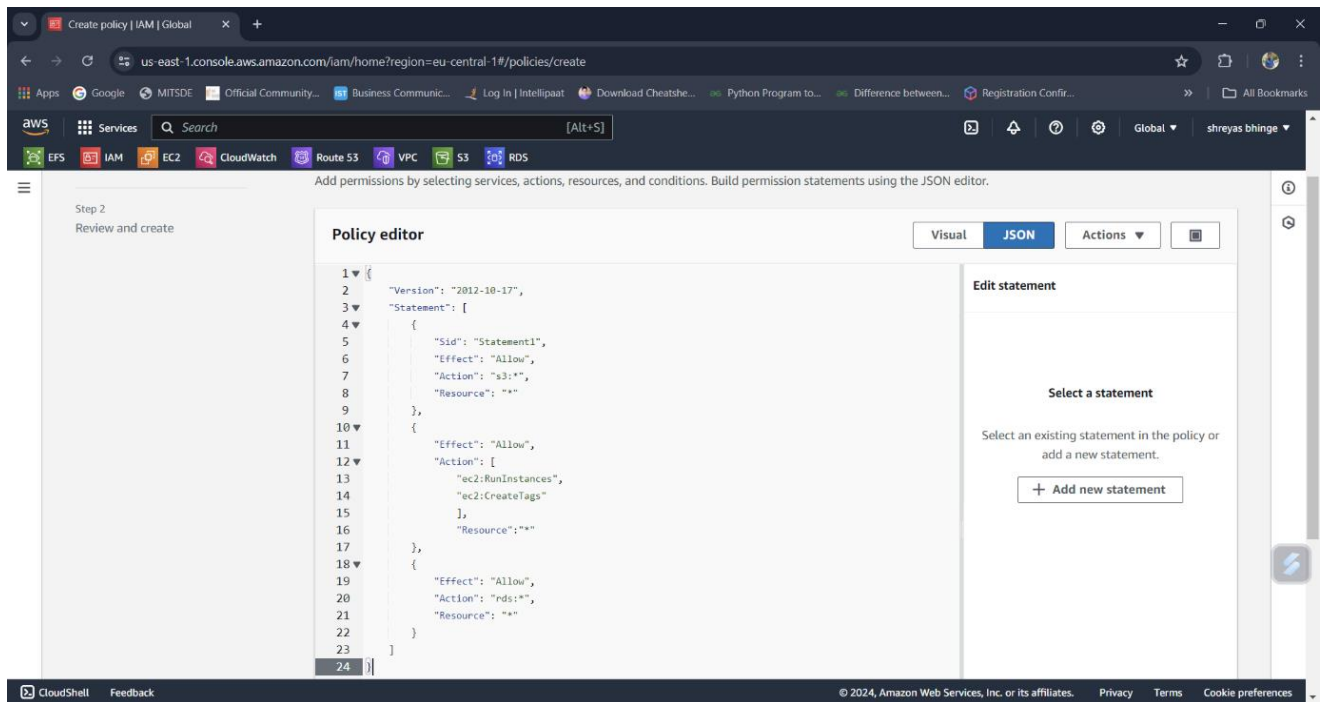 Create policy | IAM | Global
us-east-1.console.aws.amazon.com/iam/home?region=eu-central-1#/policies/create
Apps Google MITSDE Official Community... Business Communic... Log In | Intellipaat Download Cheatshe... Python Program to... Difference between... Registration Confir... » All Bookmarks
aws Services Search [Alt+S] Global shreyas bhinge
EFS IAM EC2 CloudWatch Route 53 VPC S3 RDS
Add permissions by selecting services, actions, resources, and conditions. Build permission statements using the JSON editor.
Step 2
Review and create
Policy editor
Visual JSON Actions
1 {
2 "Version": "2012-10-17",
3 "Statement": [
4 {
5 "Sid": "Statement1",
6 "Effect": "Allow",
7 "Action": "s3:*",
8 "Resource": "*"
9 },
10 {
11 "Effect": "Allow",
12 "Action": [
13 "ec2:RunInstances",
14 "ec2:CreateTags"
15 ],
16 "Resource":"*"
17 },
18 {
19 "Effect": "Allow",
20 "Action": "rds:*",
21 "Resource": "*"
22 }
23 ]
24 }
Edit statement
Select a statement
Select an existing statement in the policy or
add a new statement.
+ Add new statement
CloudShell Feedback © 2024, Amazon Web Services, Inc. or its affiliates. Privacy Terms Cookie preferences